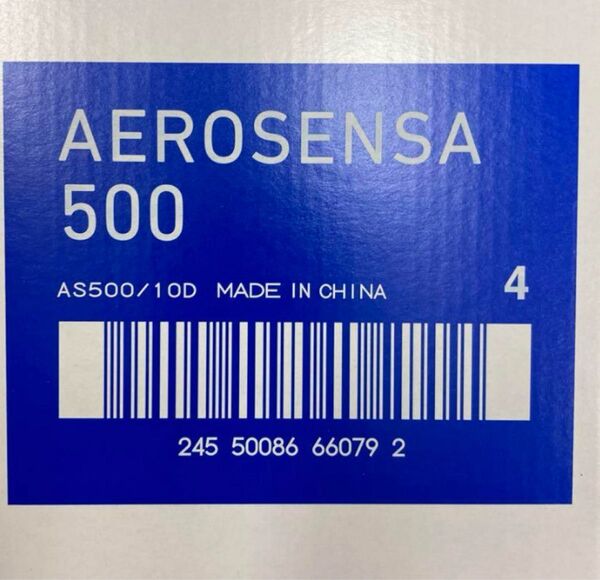 AEROSENSA
500
AS500/10D MADE IN CHINA 4
245 50086 66079 2